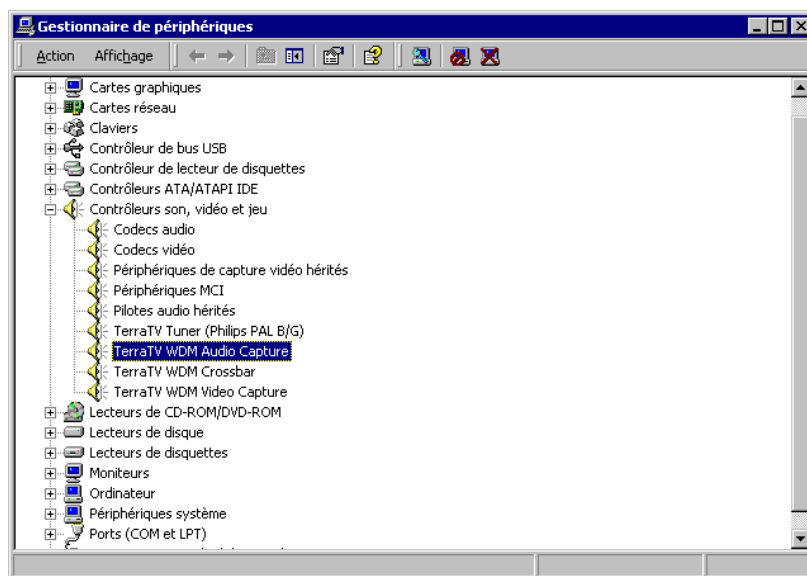 Gestionnaire de périphériques
Action Affichage
Cartes graphiques
Cartes réseau
Claviers
Contrôleur de bus USB
Contrôleur de lecteur de disquettes
Contrôleurs ATA/ATAPI IDE
Contrôleurs son, vidéo et jeu
Codecs audio
Codecs vidéo
Périphériques de capture vidéo hérités
Périphériques MCI
Pilotes audio hérités
TerraTV Tuner (Philips PAL B/G)
TerraTV WDM Audio Capture
TerraTV WDM Crossbar
TerraTV WDM Video Capture
Lecteurs de CD-ROM/DVD-ROM
Lecteurs de disque
Lecteurs de disquettes
Moniteurs
Ordinateur
Périphériques système
Ports (COM et LPT)